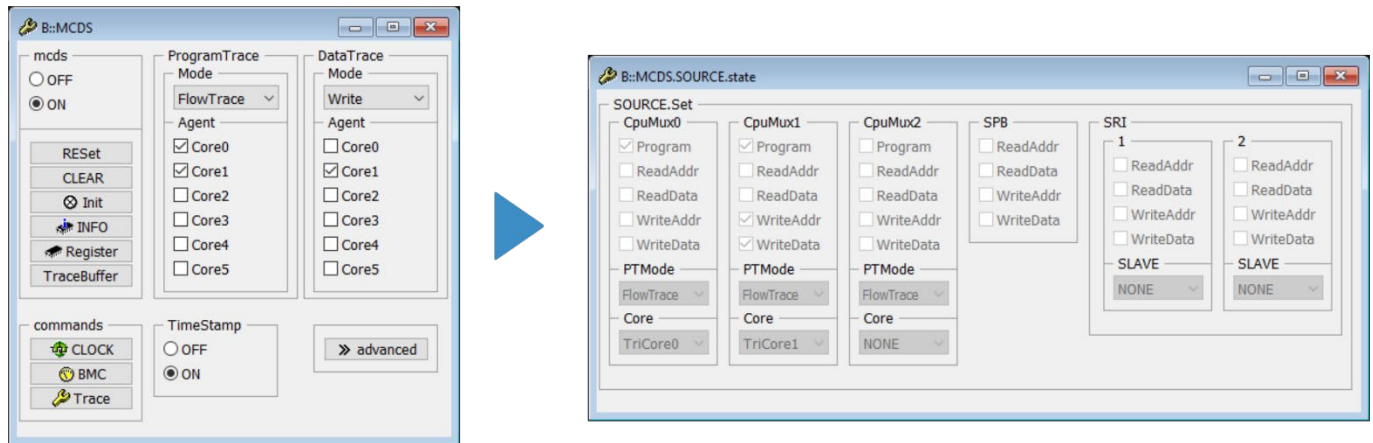 B::MCDS
mcds
OFF
ON
RESet
CLEAR
Init
INFO
Register
TraceBuffer
commands
CLOCK
BMC
Trace
ProgramTrace
Mode
FlowTrace
Agent
Core0
Core1
Core2
Core3
Core4
Core5
TimeStamp
OFF
ON
DataTrace
Mode
Write
Agent
Core0
Core1
Core2
Core3
Core4
Core5
advanced
B::MCDS.SOURCE.state
SOURCE.Set
CpuMux0
Program
ReadAddr
ReadData
WriteAddr
WriteData
PTMode
FlowTrace
Core
TriCore0
CpuMux1
Program
ReadAddr
ReadData
WriteAddr
WriteData
PTMode
FlowTrace
Core
TriCore1
CpuMux2
Program
ReadAddr
ReadData
WriteAddr
WriteData
PTMode
FlowTrace
Core
NONE
SPB
ReadAddr
ReadData
WriteAddr
WriteData
SRI
1
ReadAddr
ReadData
WriteAddr
WriteData
SLAVE
NONE
2
ReadAddr
ReadData
WriteAddr
WriteData
SLAVE
NONE